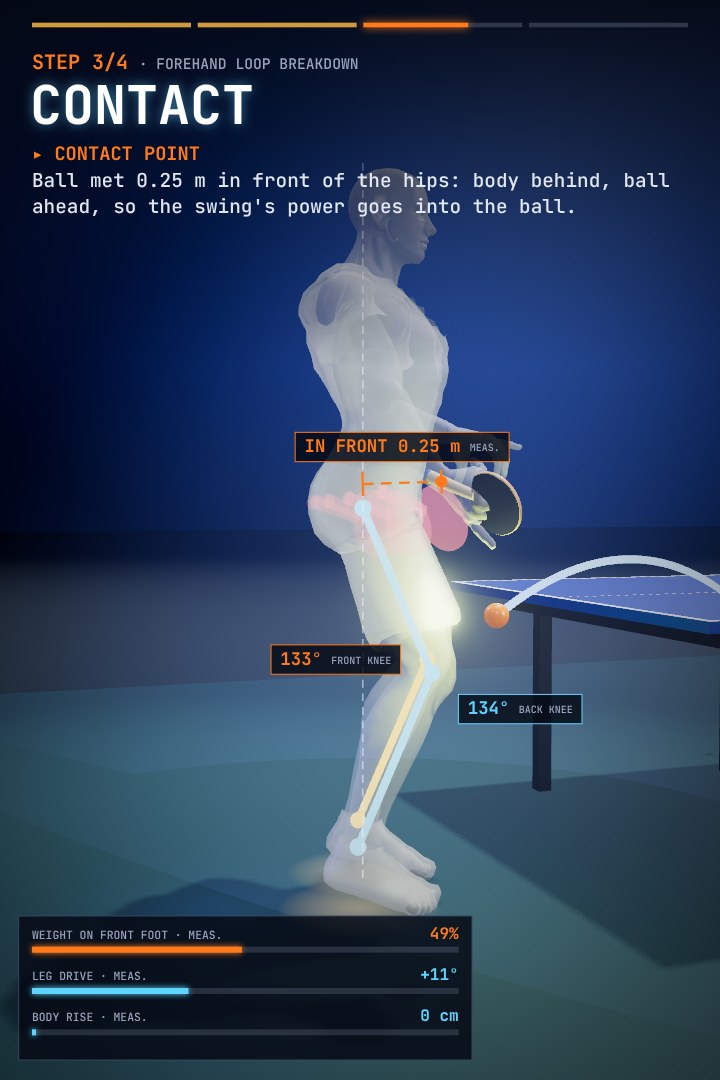 STEP 3/4 · FOREHAND LOOP BREAKDOWN
CONTACT
▸ CONTACT POINT
Ball met 0.25 m in front of the hips: body behind, ball
ahead, so the swing's power goes into the ball.
IN FRONT 0.25 m MEAS.
133° FRONT KNEE
134° BACK KNEE
WEIGHT ON FRONT FOOT · MEAS. 49%
LEG DRIVE · MEAS. +11°
BODY RISE · MEAS. 0 cm